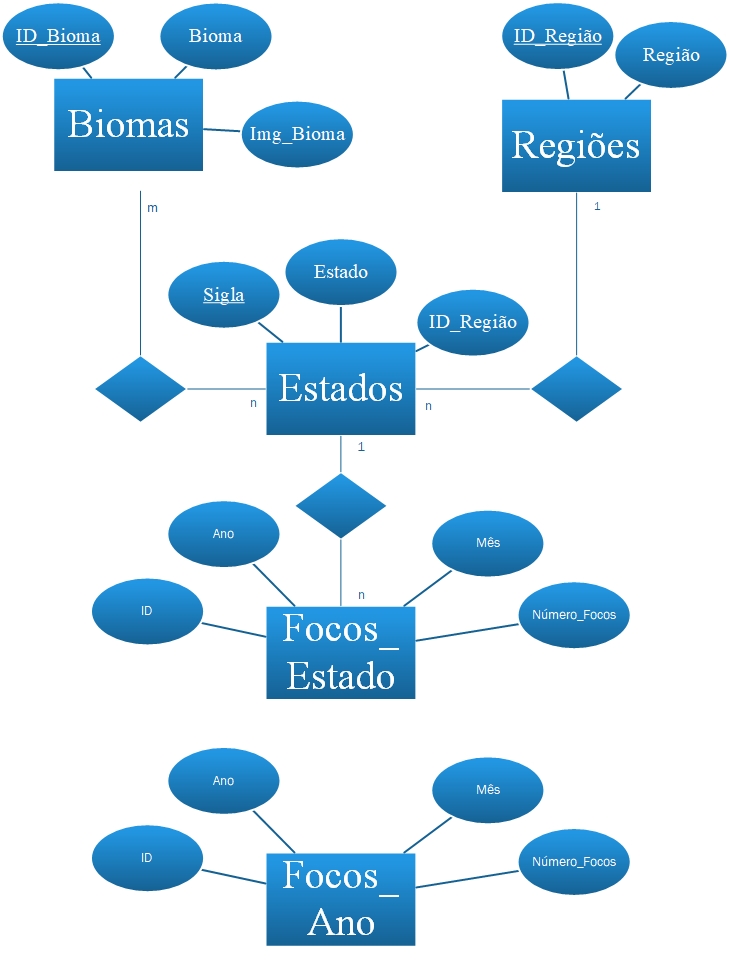 ID_Bioma
Bioma
ID_Região
Região
Biomas
Img_Bioma
Regiões
m
1
Sigla
Estado
ID_Região
Estados
n
n
1
Ano
Mês
n
ID
Número_Focos
Focos_
Estado
Ano
Mês
ID
Número_Focos
Focos_
Ano